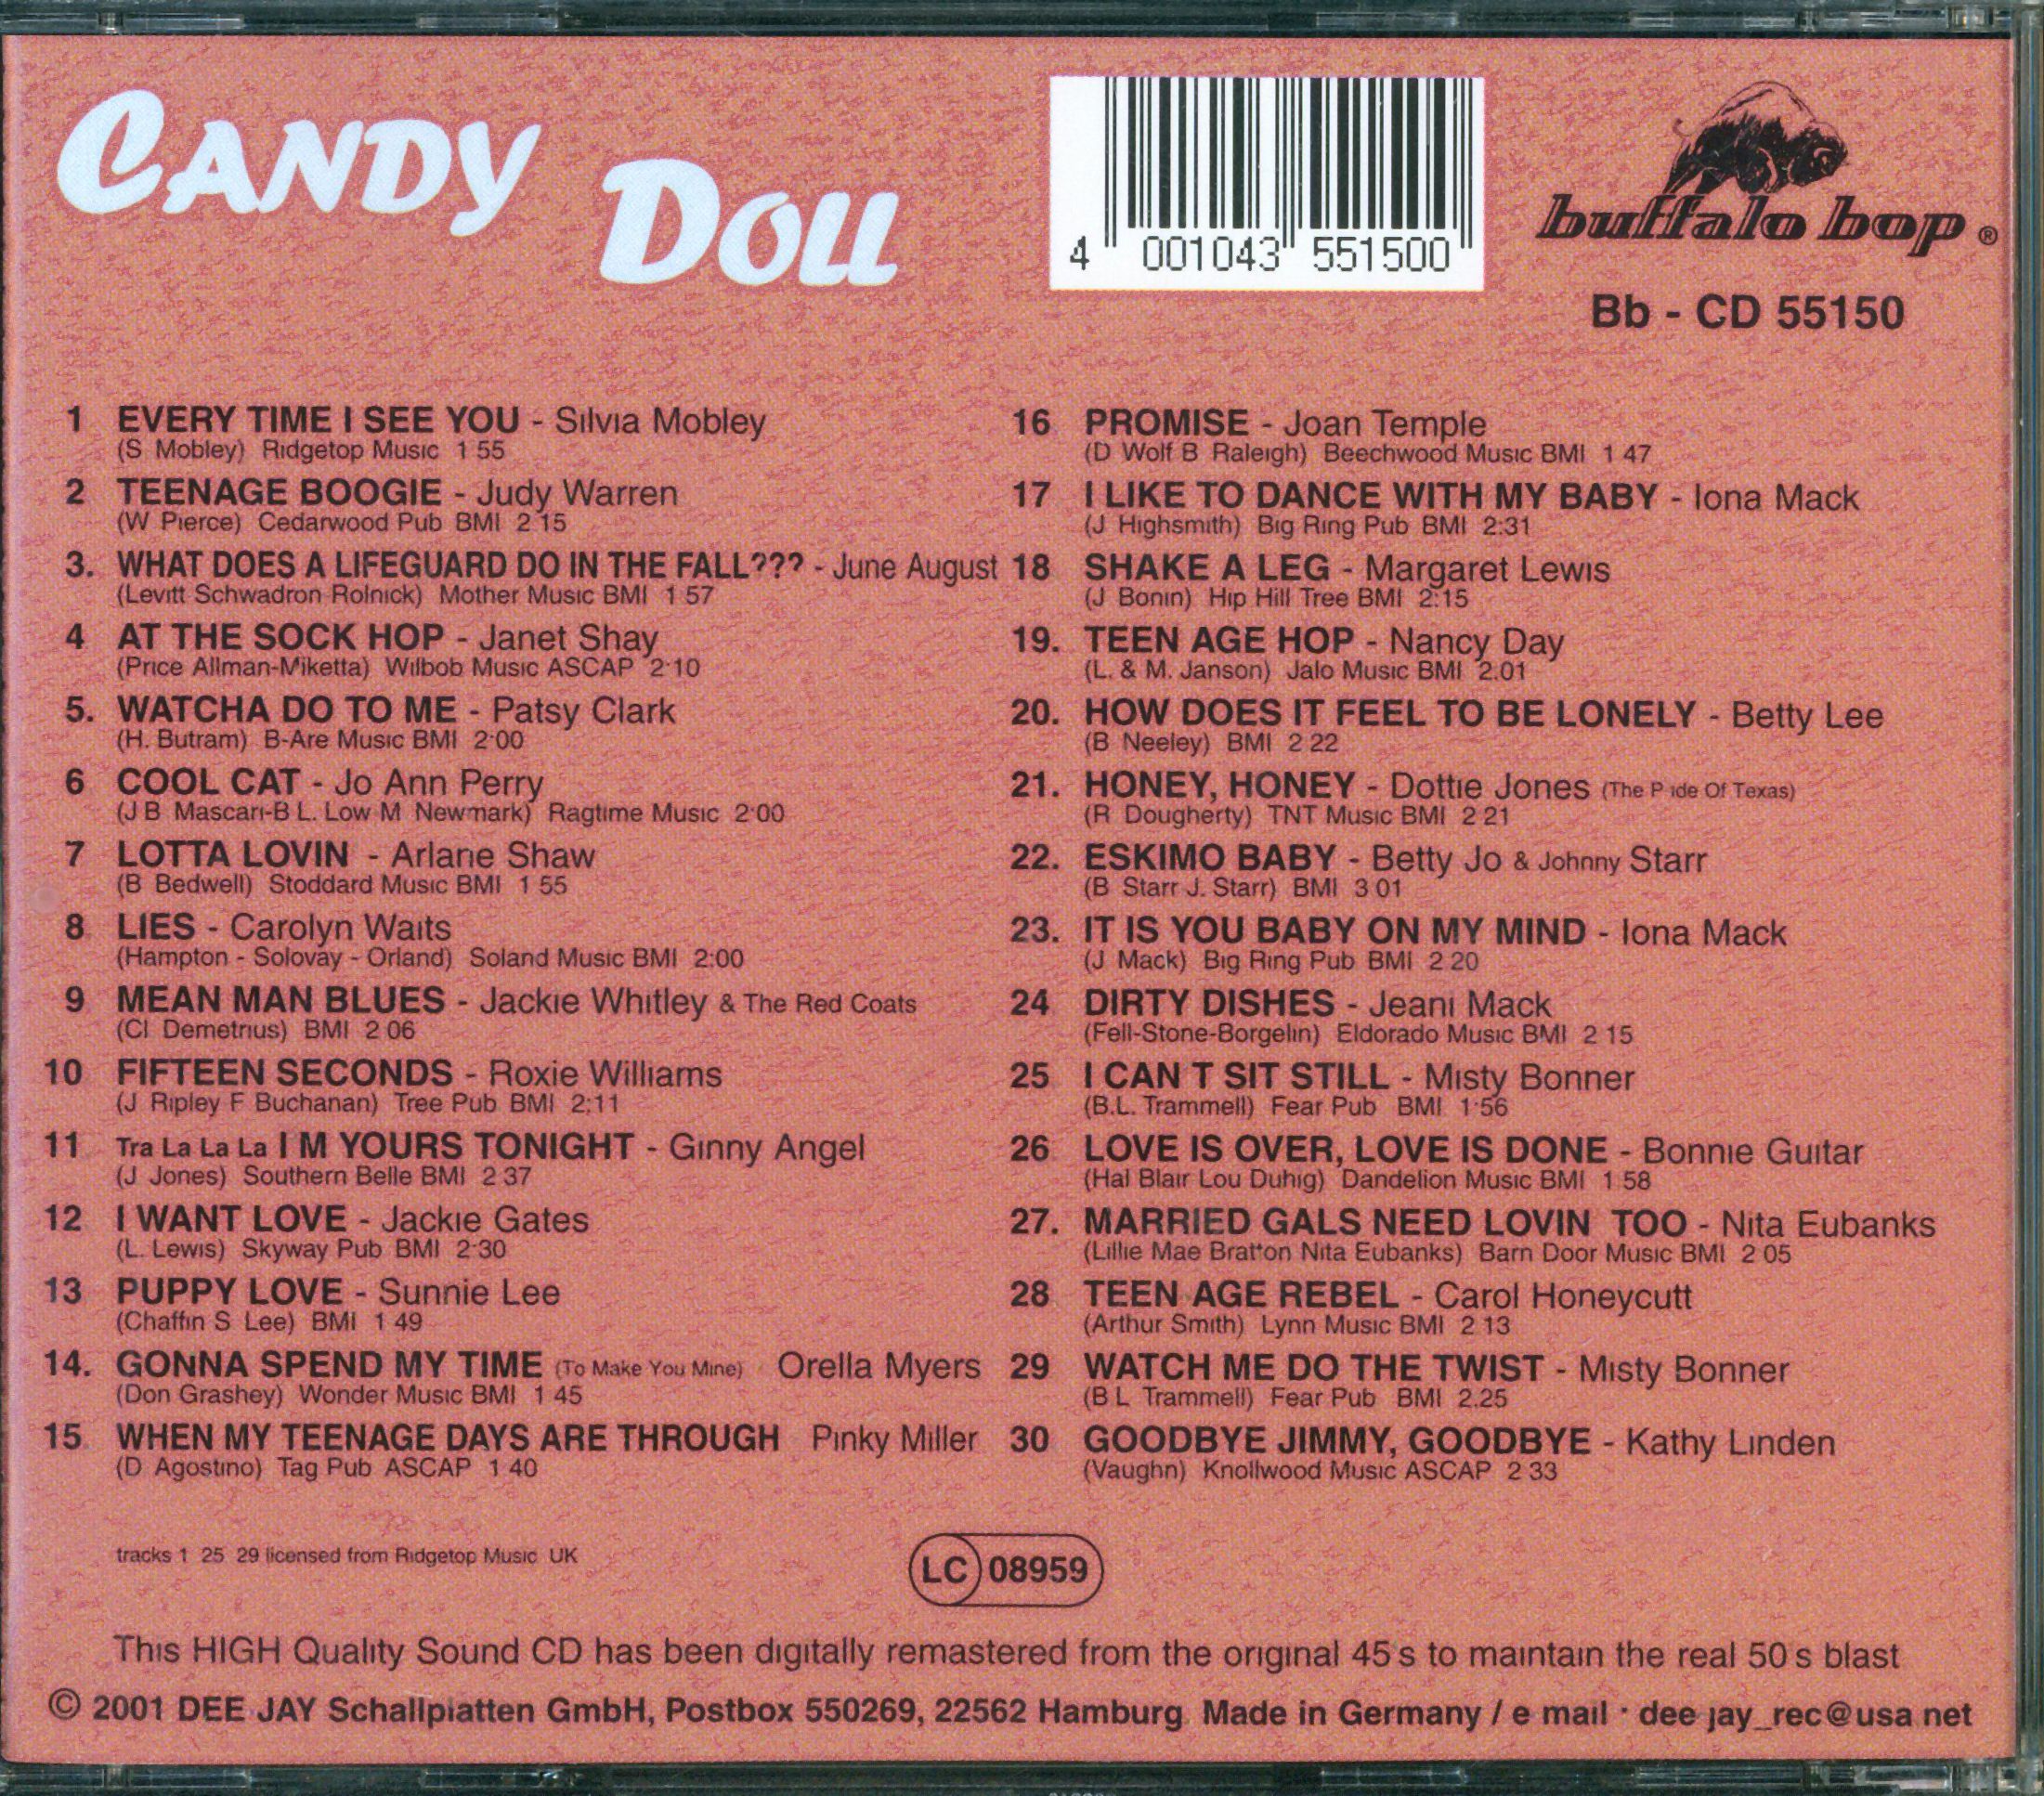 CANDY DOLL
4 001043 551500
buffalo bop ®
Bb - CD 55150
1 EVERY TIME I SEE YOU - Silvia Mobley
(S Mobley) Ridgetop Music 1 55
2 TEENAGE BOOGIE - Judy Warren
(W Pierce) Cedarwood Pub BMI 2 15
3. WHAT DOES A LIFEGUARD DO IN THE FALL??? - June August
(Levitt Schwadron Rolnick) Mother Music BMI 1 57
4 AT THE SOCK HOP - Janet Shay
(Price Allman-Miketta) Wilbob Music ASCAP 2·10
5. WATCHA DO TO ME - Patsy Clark
(H. Butram) B-Are Music BMI 2·00
6 COOL CAT - Jo Ann Perry
(J B Mascari-B L. Low M Newmark) Ragtime Music 2·00
7 LOTTA LOVIN - Arlane Shaw
(B Bedwell) Stoddard Music BMI 1 55
8 LIES - Carolyn Waits
(Hampton - Solovay - Orland) Soland Music BMI 2:00
9 MEAN MAN BLUES - Jackie Whitley & The Red Coats
(Cl Demetrius) BMI 2 06
10 FIFTEEN SECONDS - Roxie Williams
(J Ripley F Buchanan) Tree Pub BMI 2;11
11 Tra La La La I M YOURS TONIGHT - Ginny Angel
(J Jones) Southern Belle BMI 2 37
12 I WANT LOVE - Jackie Gates
(L. Lewis) Skyway Pub BMI 2·30
13 PUPPY LOVE - Sunnie Lee
(Chaffin S Lee) BMI 1 49
14. GONNA SPEND MY TIME (To Make You Mine) Orella Myers
(Don Grashey) Wonder Music BMI 1 45
15 WHEN MY TEENAGE DAYS ARE THROUGH Pinky Miller
(D Agostino) Tag Pub ASCAP 1 40
16 PROMISE - Joan Temple
(D Wolf B Raleigh) Beechwood Music BMI 1 47
17 I LIKE TO DANCE WITH MY BABY - Iona Mack
(J Highsmith) Big Ring Pub BMI 2:31
18 SHAKE A LEG - Margaret Lewis
(J Bonin) Hip Hill Tree BMI 2:15
19. TEEN AGE HOP - Nancy Day
(L. & M. Janson) Jalo Music BMI 2.01
20. HOW DOES IT FEEL TO BE LONELY - Betty Lee
(B Neeley) BMI 2 22
21. HONEY, HONEY - Dottie Jones (The P ide Of Texas)
(R Dougherty) TNT Music BMI 2 21
22. ESKIMO BABY - Betty Jo & Johnny Starr
(B Starr J. Starr) BMI 3 01
23. IT IS YOU BABY ON MY MIND - Iona Mack
(J Mack) Big Ring Pub BMI 2 20
24 DIRTY DISHES - Jeani Mack
(Fell-Stone-Borgelin) Eldorado Music BMI 2 15
25 I CAN T SIT STILL - Misty Bonner
(B.L. Trammell) Fear Pub BMI 1·56
26 LOVE IS OVER, LOVE IS DONE - Bonnie Guitar
(Hal Blair Lou Duhig) Dandelion Music BMI 1 58
27. MARRIED GALS NEED LOVIN TOO - Nita Eubanks
(Lillie Mae Bratton Nita Eubanks) Barn Door Music BMI 2 05
28 TEEN AGE REBEL - Carol Honeycutt
(Arthur Smith) Lynn Music BMI 2 13
29 WATCH ME DO THE TWIST - Misty Bonner
(B L Trammell) Fear Pub BMI 2.25
30 GOODBYE JIMMY, GOODBYE - Kathy Linden
(Vaughn) Knollwood Music ASCAP 2 33
tracks 1 25 29 licensed from Ridgetop Music UK
LC 08959
This HIGH Quality Sound CD has been digitally remastered from the original 45 s to maintain the real 50 s blast
© 2001 DEE JAY Schallplatten GmbH, Postbox 550269, 22562 Hamburg Made in Germany / e mail · dee jay_rec@usa net